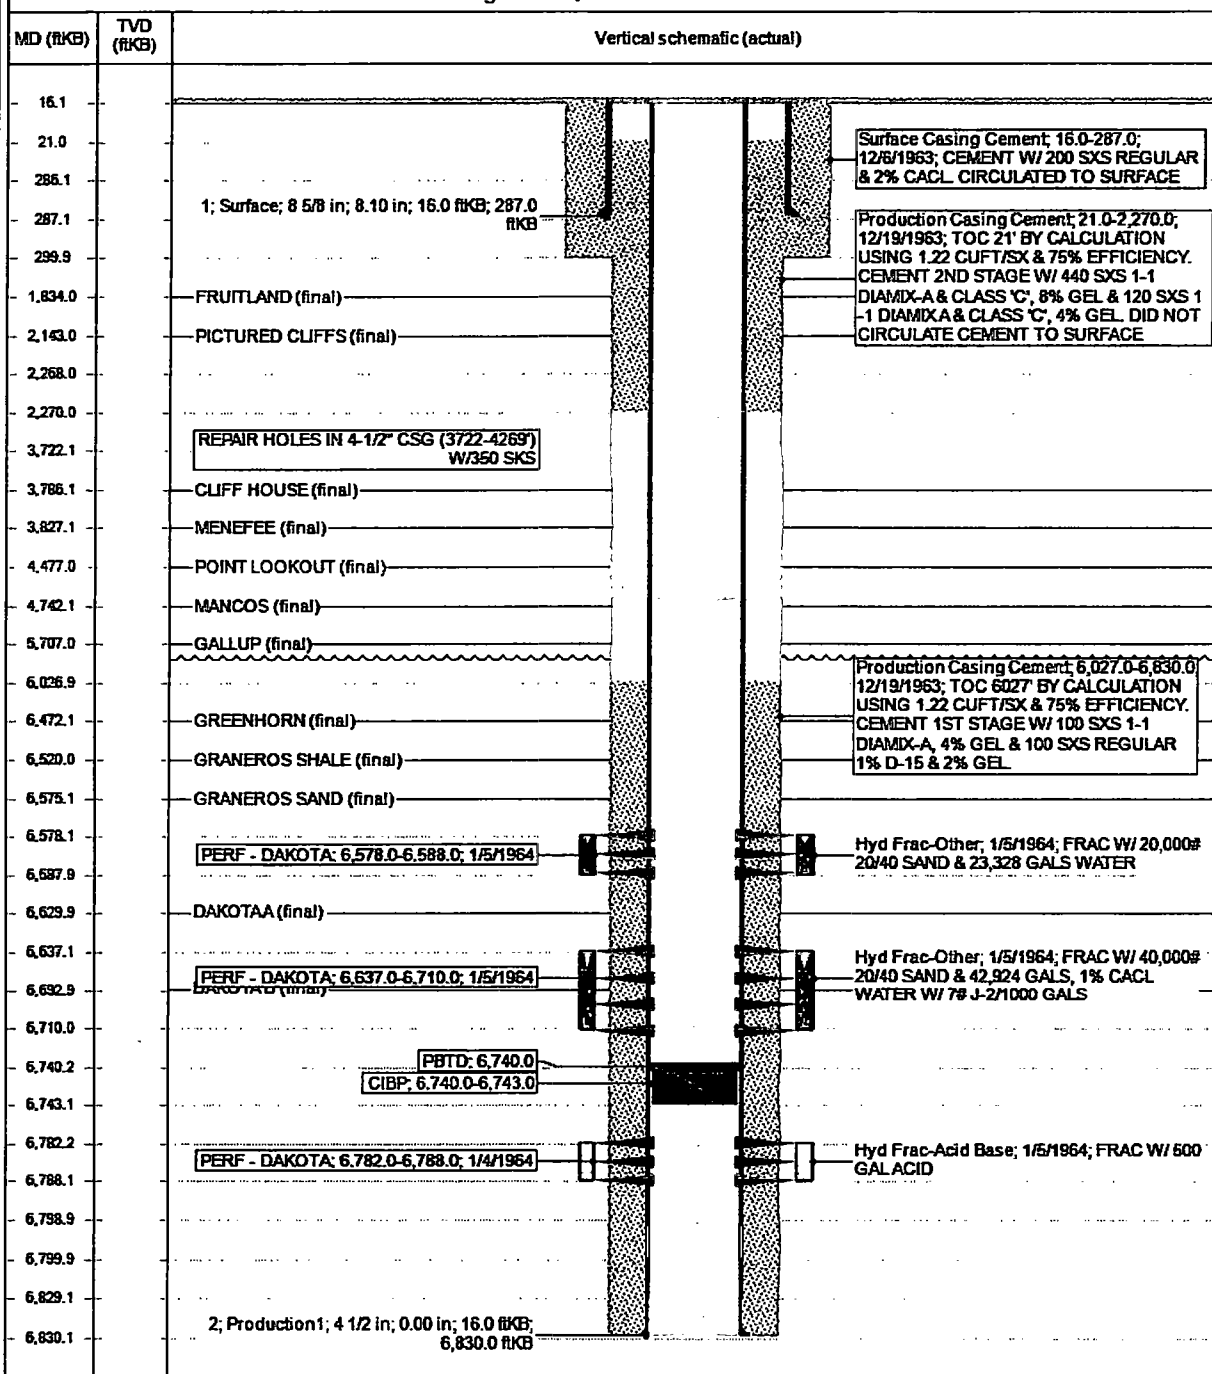 MD (ftKB)
TVD
(ftKB)
Vertical schematic (actual)
16.1
21.0
286.1
287.1
299.9
1,834.0
2,143.0
2,268.0
2,270.0
3,722.1
3,786.1
3,827.1
4,477.0
4,742.1
5,707.0
6,026.9
6,472.1
6,520.0
6,575.1
6,578.1
6,587.9
6,629.9
6,637.1
6,692.9
6,710.0
6,740.2
6,743.1
6,782.2
6,788.1
6,798.9
6,799.9
6,829.1
6,830.1
1; Surface; 8 5/8 in; 8.10 in; 16.0 ftKB; 287.0
ftKB
FRUITLAND (final)
PICTURED CLIFFS (final)
REPAIR HOLES IN 4-1/2" CSG (3722-4269')
W/350 SKS
CLIFF HOUSE (final)
MENEFEE (final)
POINT LOOKOUT (final)
MANCOS (final)
GALLUP (final)
GREENHORN (final)
GRANEROS SHALE (final)
GRANEROS SAND (final)
PERF - DAKOTA; 6,578.0-6,588.0; 1/5/1964
DAKOTA A (final)
PERF - DAKOTA; 6,637.0-6,710.0; 1/5/1964
(final)
PBTD; 6,740.0
CIBP; 6,740.0-6,743.0
PERF - DAKOTA; 6,782.0-6,788.0; 1/4/1964
2; Production1; 4 1/2 in; 0.00 in; 16.0 ftKB;
6,830.0 ftKB
Surface Casing Cement; 16.0-287.0;
12/6/1963; CEMENT W/ 200 SXS REGULAR
& 2% CACL. CIRCULATED TO SURFACE
Production Casing Cement; 21.0-2,270.0;
12/19/1963; TOC 21' BY CALCULATION
USING 1.22 CUFT/SX & 75% EFFICIENCY.
CEMENT 2ND STAGE W/ 440 SXS 1-1
DIAMIX-A & CLASS 'C', 8% GEL & 120 SXS 1
-1 DIAMIX A & CLASS 'C', 4% GEL. DID NOT
CIRCULATE CEMENT TO SURFACE
Production Casing Cement; 6,027.0-6,830.0
12/19/1963; TOC 6027' BY CALCULATION
USING 1.22 CUFT/SX & 75% EFFICIENCY.
CEMENT 1ST STAGE W/ 100 SXS 1-1
DIAMIX-A, 4% GEL & 100 SXS REGULAR
1% D-15 & 2% GEL.
Hyd Frac-Other; 1/5/1964; FRAC W/ 20,000#
20/40 SAND & 23,328 GALS WATER
Hyd Frac-Other; 1/5/1964; FRAC W/ 40,000#
20/40 SAND & 42,924 GALS, 1% CACL
WATER W/ 7# J-2/1000 GALS
Hyd Frac-Acid Base; 1/5/1964; FRAC W/ 500
GAL ACID